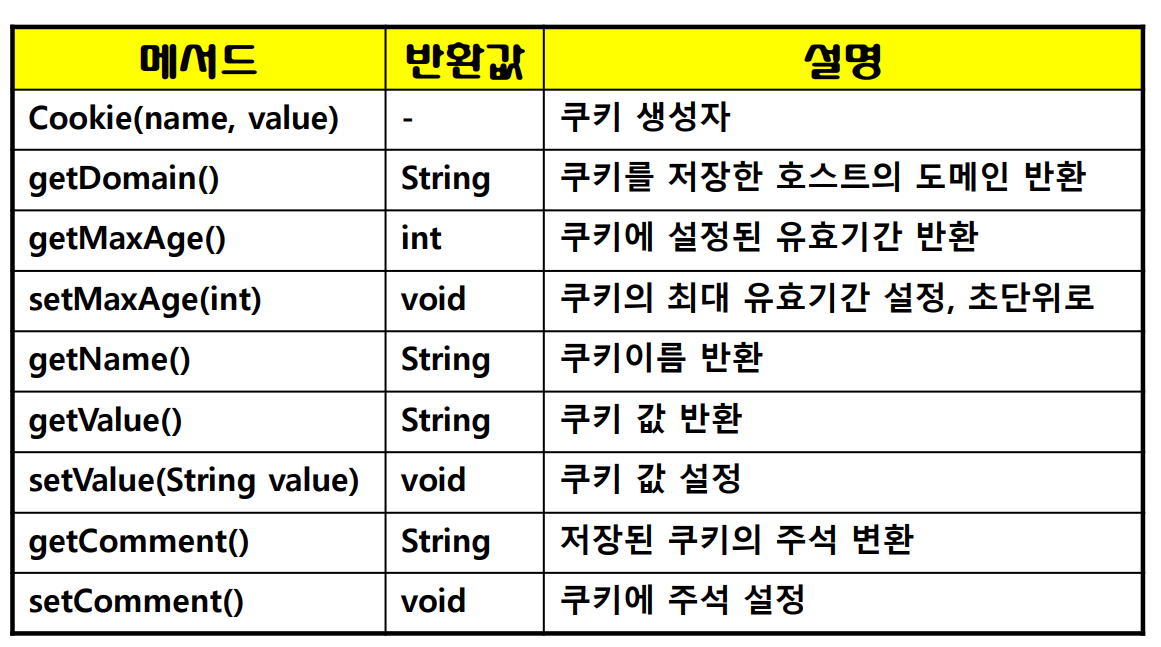 메서드 반환값 설명
Cookie(name, value) - 쿠키 생성자
getDomain() String 쿠키를 저장한 호스트의 도메인 반환
getMaxAge() int 쿠키에 설정된 유효기간 반환
setMaxAge(int) void 쿠키의 최대 유효기간 설정, 초단위로
getName() String 쿠키이름 반환
getValue() String 쿠키 값 반환
setValue(String value) void 쿠키 값 설정
getComment() String 저장된 쿠키의 주석 변환
setComment() void 쿠키에 주석 설정